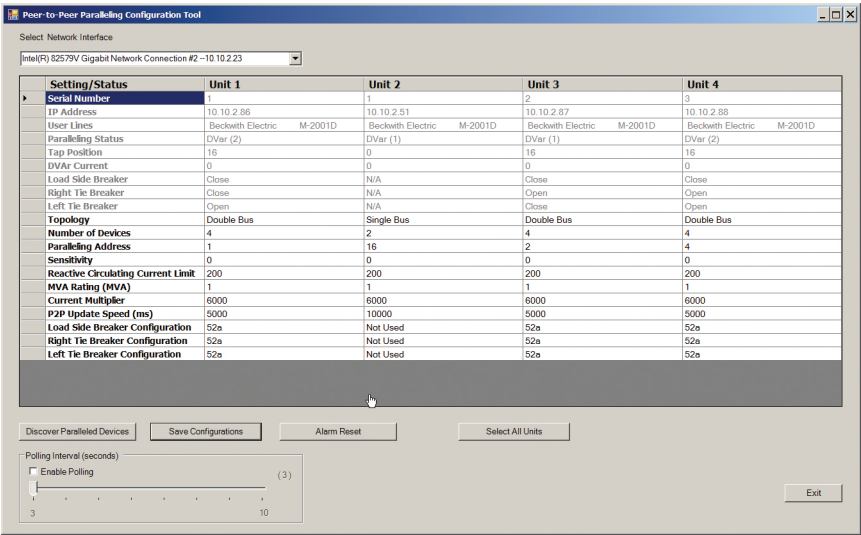 Peer-to-Peer Paralleling Configuration Tool
Select Network Interface
Intel(R) 82579V Gigabit Network Connection #2 --10.10.2.23
Setting/Status Unit 1 Unit 2 Unit 3 Unit 4
Serial Number 1 1 2 3
IP Address 10.10.2.86 10.10.2.51 10.10.2.87 10.10.2.88
User Lines Beckwith Electric M-2001D Beckwith Electric M-2001D Beckwith Electric M-2001D Beckwith Electric M-2001D
Paralleling Status DVar (2) DVar (1) DVar (1) DVar (2)
Tap Position 16 0 16 16
DVAr Current 0 0 0 0
Load Side Breaker Close N/A Close Close
Right Tie Breaker Close N/A Open Open
Left Tie Breaker Open N/A Close Open
Topology Double Bus Single Bus Double Bus Double Bus
Number of Devices 4 2 4 4
Paralleling Address 1 16 2 4
Sensitivity 0 0 0 0
Reactive Circulating Current Limit 200 200 200 200
MVA Rating (MVA) 1 1 1 1
Current Multiplier 6000 6000 6000 6000
P2P Update Speed (ms) 5000 10000 5000 5000
Load Side Breaker Configuration 52a Not Used 52a 52a
Right Tie Breaker Configuration 52a Not Used 52a 52a
Left Tie Breaker Configuration 52a Not Used 52a 52a
Discover Paralleled Devices Save Configurations Alarm Reset Select All Units
Polling Interval (seconds)
Enable Polling (3)
3 10
Exit